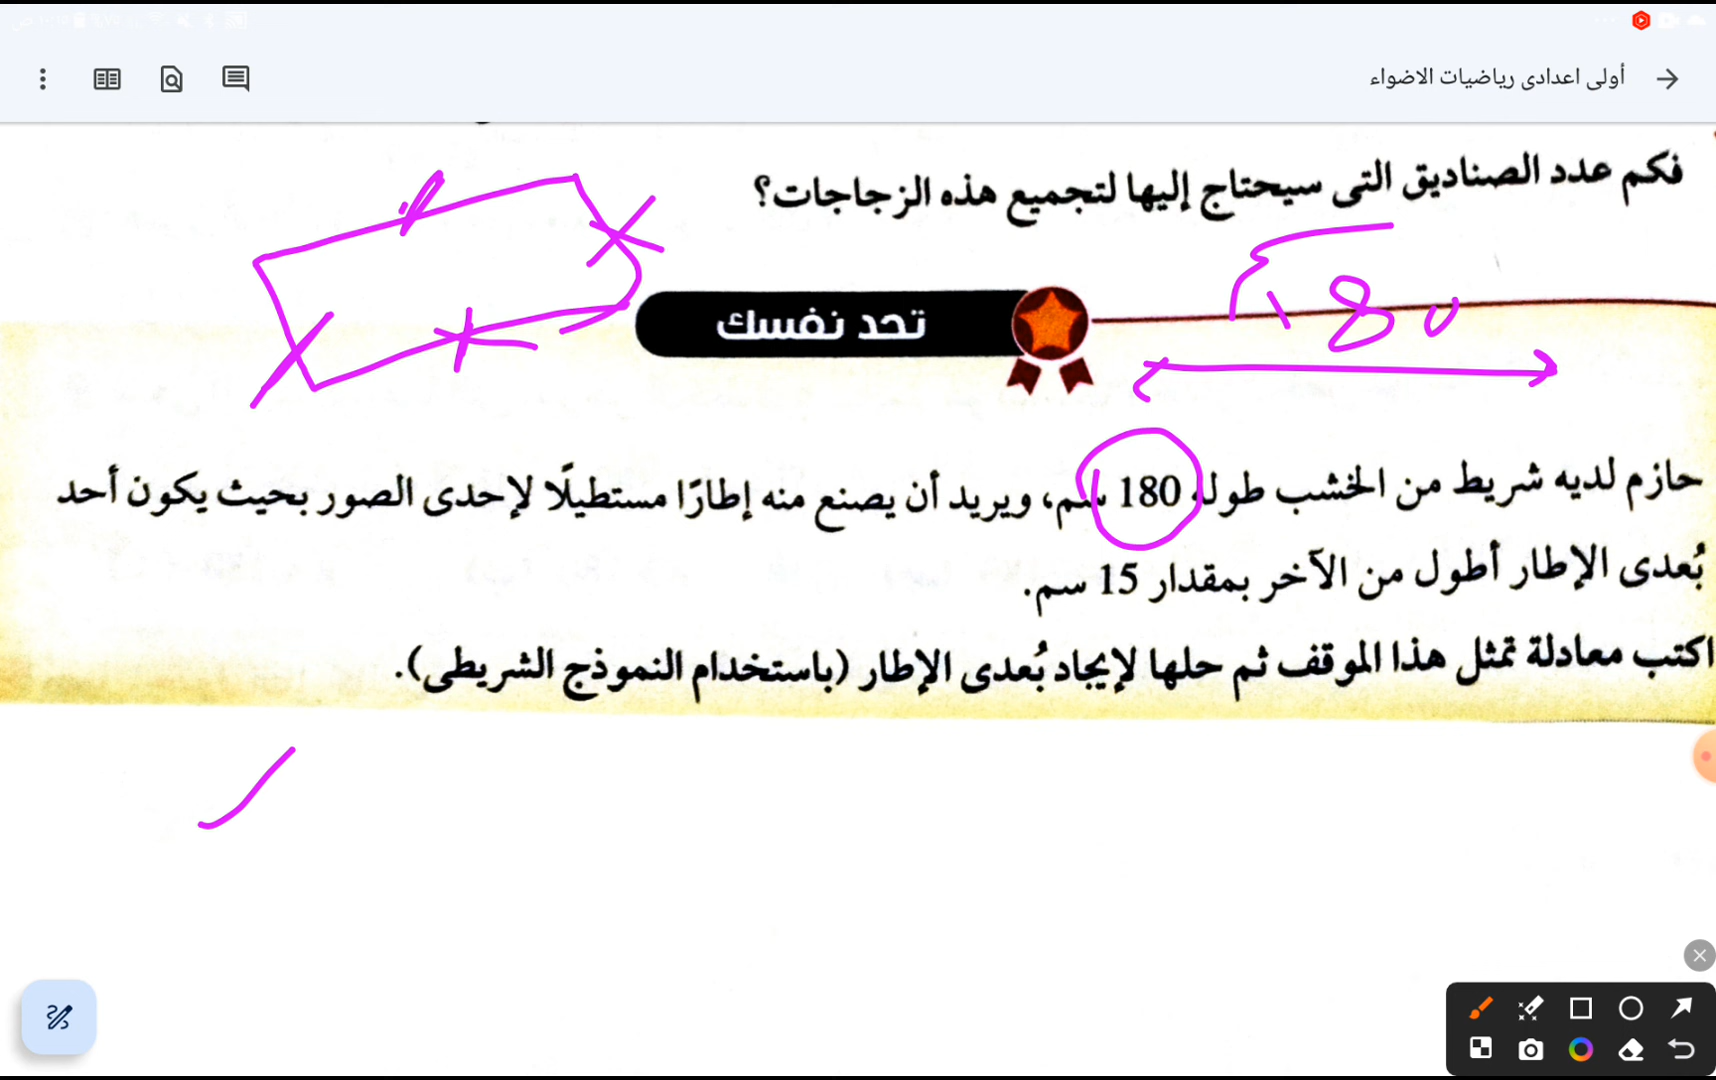 أولى اعدادى رياضيات الاضواء
فكم عدد الصناديق التى سيحتاج إليها لتجميع هذه الزجاجات؟
180
تحد نفسك
حازم لديه شريط من الخشب طوله 180 سم، ويريد أن يصنع منه إطارًا مستطيلًا لإحدى الصور بحيث يكون أحد
بُعدى الإطار أطول من الآخر بمقدار 15 سم.
اكتب معادلة تمثل هذا الموقف ثم حلها لإيجاد بُعدى الإطار (باستخدام النموذج الشريطى).